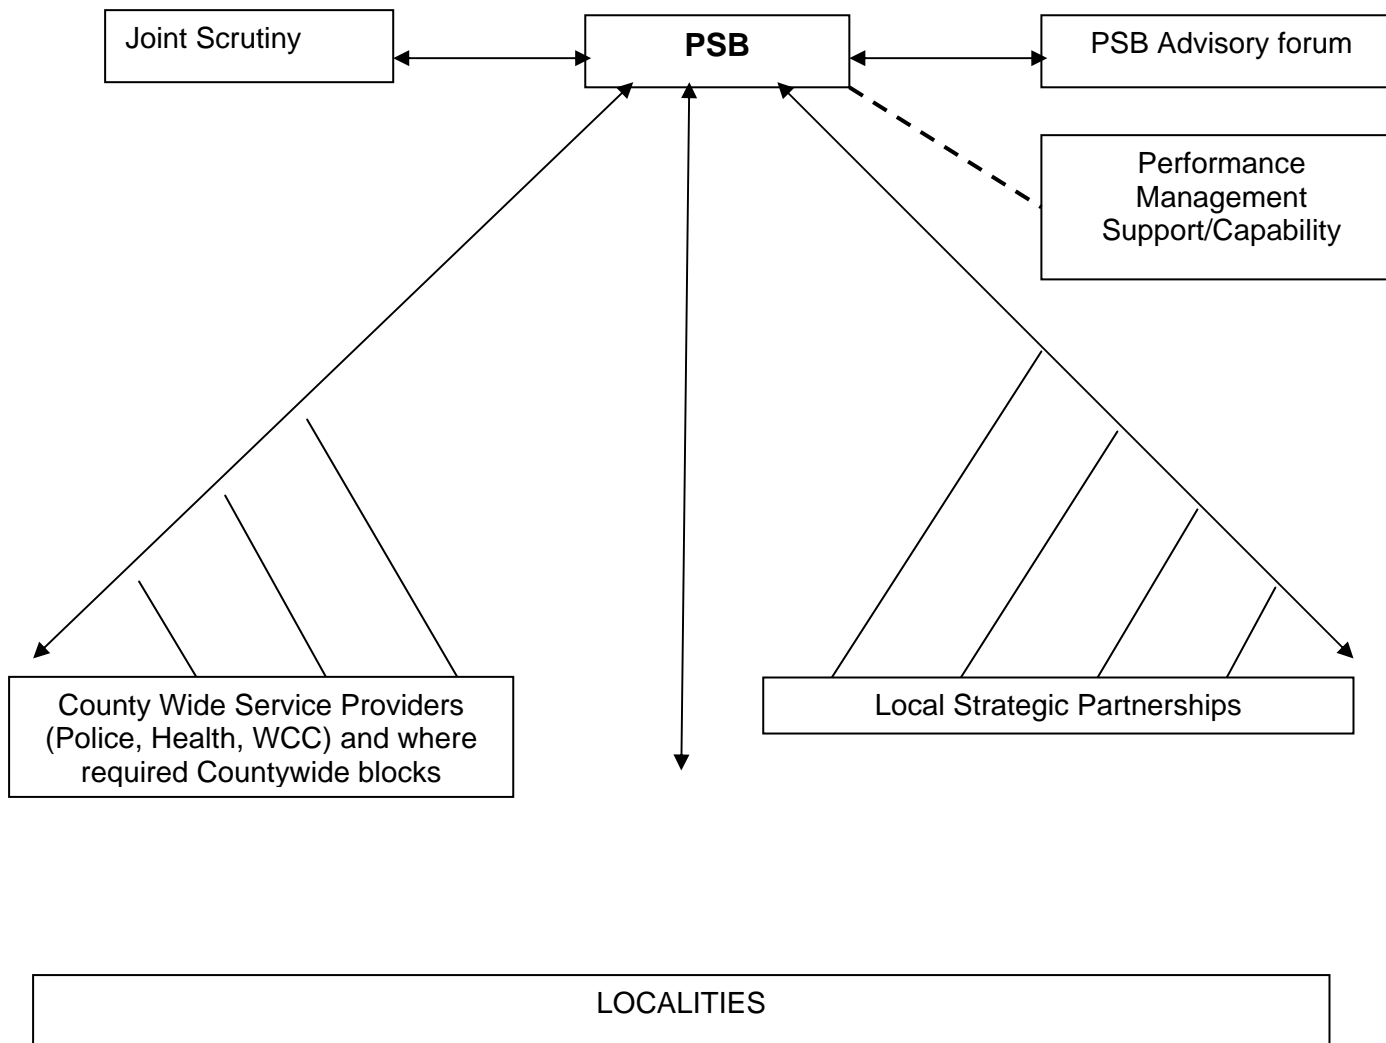 Joint Scrutiny
PSB
PSB Advisory forum
Performance
Management
Support/Capability
County Wide Service Providers
(Police, Health, WCC) and where
required Countywide blocks
Local Strategic Partnerships
LOCALITIES